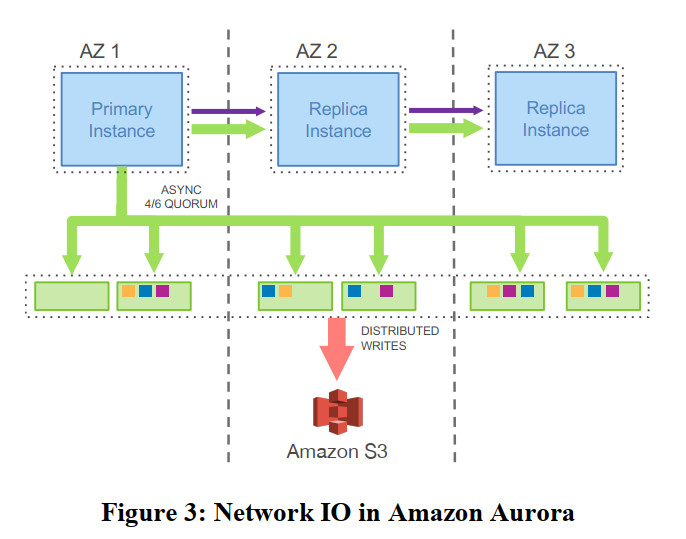 AZ 1
AZ 2
AZ 3
Primary
Instance
Replica
Instance
Replica
Instance
ASYNC
4/6 QUORUM
DISTRIBUTED
WRITES
Amazon S3
Figure 3: Network IO in Amazon Aurora